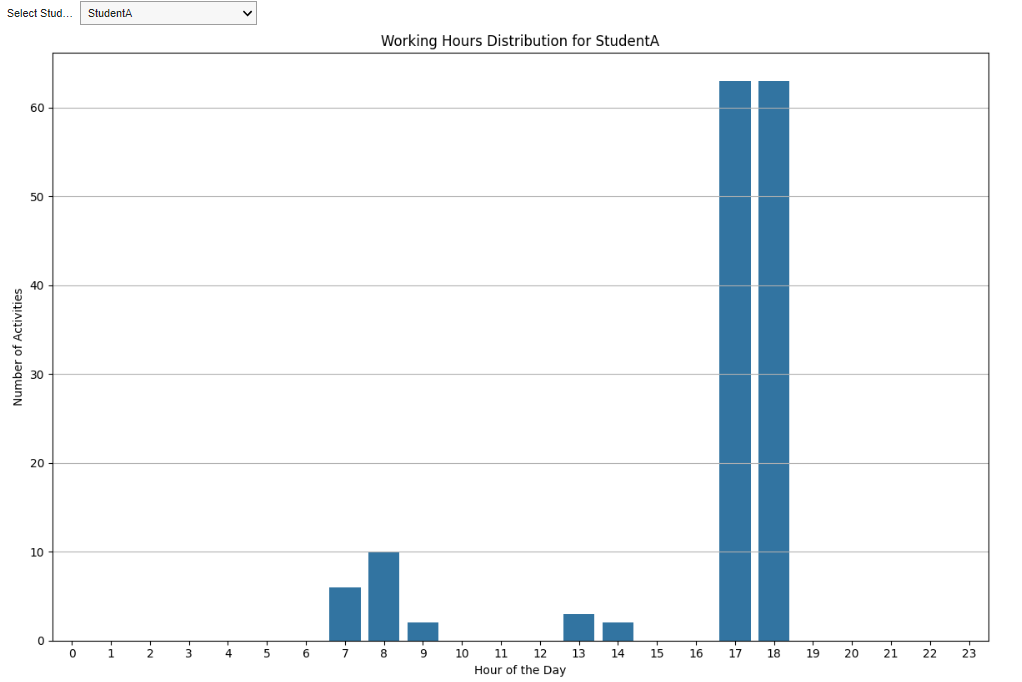 Select Stud... StudentA
Working Hours Distribution for StudentA
Number of Activities
60
50
40
30
20
10
0
0 1 2 3 4 5 6 7 8 9 10 11 12 13 14 15 16 17 18 19 20 21 22 23
Hour of the Day